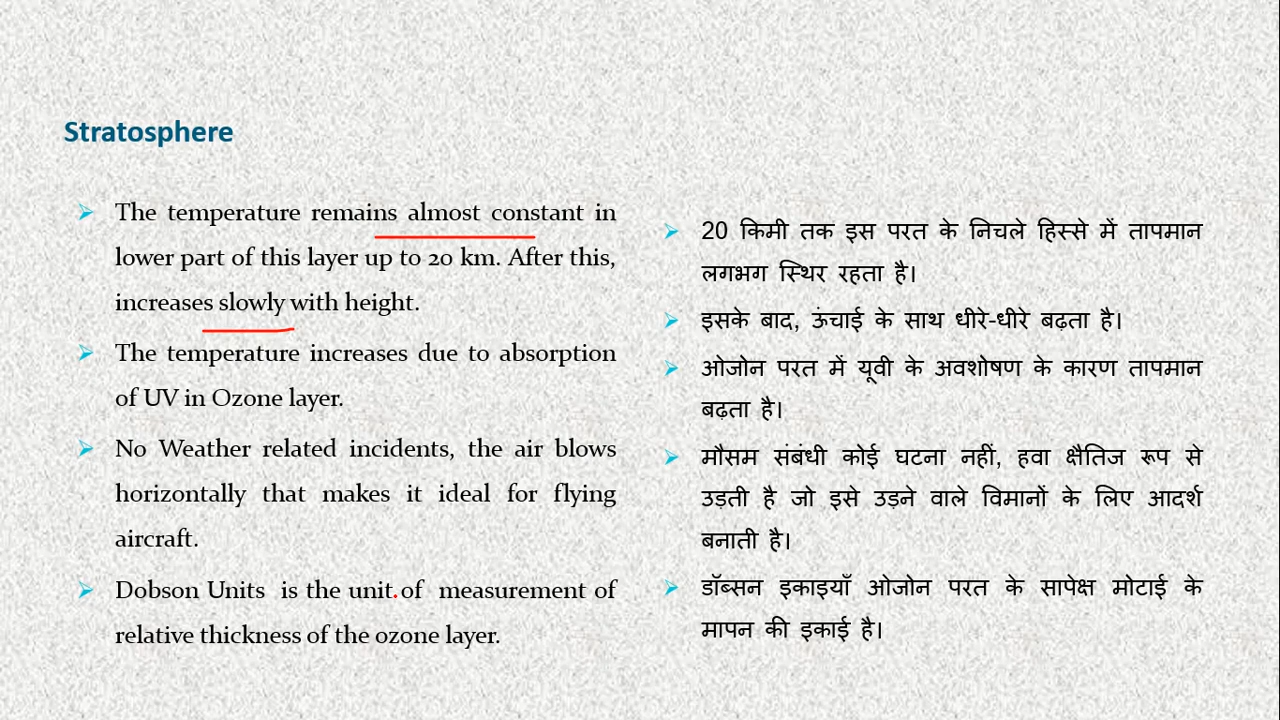 Stratosphere
The temperature remains almost constant in
lower part of this layer up to 20 km. After this,
increases slowly with height.
The temperature increases due to absorption
of UV in Ozone layer.
No Weather related incidents, the air blows
horizontally that makes it ideal for flying
aircraft.
Dobson Units is the unit of measurement of
relative thickness of the ozone layer.
20 किमी तक इस परत के निचले हिस्से में तापमान
लगभग स्थिर रहता है।
इसके बाद, ऊंचाई के साथ धीरे-धीरे बढ़ता है।
ओजोन परत में यूवी के अवशोषण के कारण तापमान
बढ़ता है।
मौसम संबंधी कोई घटना नहीं, हवा क्षैतिज रूप से
उड़ती है जो इसे उड़ने वाले विमानों के लिए आदर्श
बनाती है।
डॉब्सन इकाइयाँ ओजोन परत के सापेक्ष मोटाई के
मापन की इकाई है।